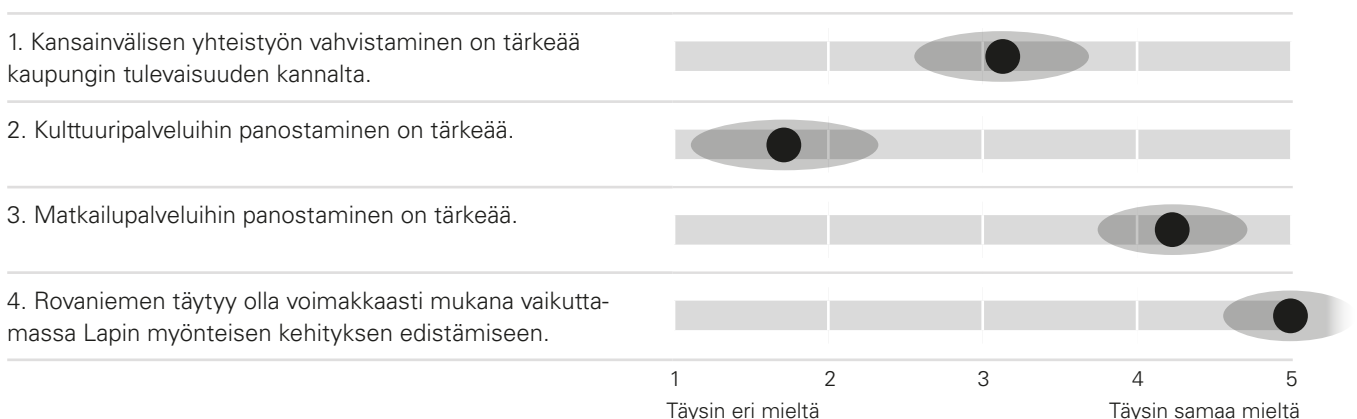 1. Kansainvälisen yhteistyön vahvistaminen on tärkeää
kaupungin tulevaisuuden kannalta.
2. Kulttuuripalveluihin panostaminen on tärkeää.
3. Matkailupalveluihin panostaminen on tärkeää.
4. Rovaniemen täytyy olla voimakkaasti mukana vaikutta-
massa Lapin myönteisen kehityksen edistämiseen.
1 2 3 4 5
Täysin eri mieltä Täysin samaa mieltä